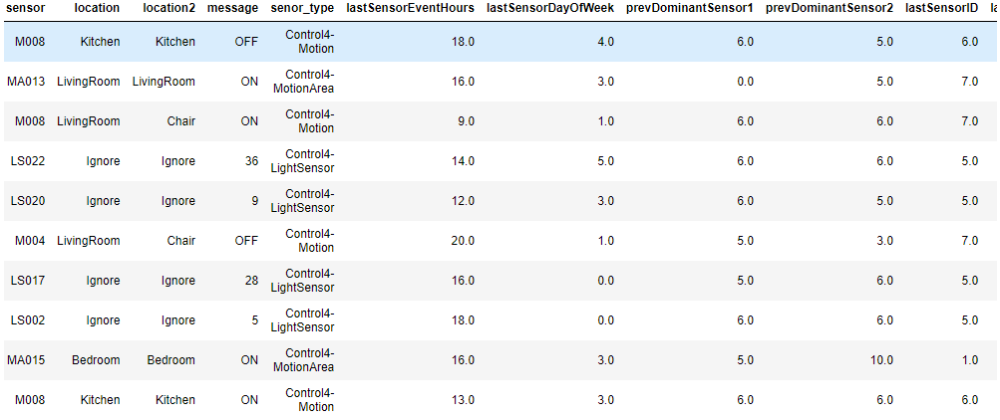 sensor location location2 message senor_type lastSensorEventHours lastSensorDayOfWeek prevDominantSensor1 prevDominantSensor2 lastSensorID
M008 Kitchen Kitchen OFF Control4-Motion 18.0 4.0 6.0 5.0 6.0
MA013 LivingRoom LivingRoom ON Control4-MotionArea 16.0 3.0 0.0 5.0 7.0
M008 LivingRoom Chair ON Control4-Motion 9.0 1.0 6.0 6.0 7.0
LS022 Ignore Ignore 36 Control4-LightSensor 14.0 5.0 6.0 6.0 5.0
LS020 Ignore Ignore 9 Control4-LightSensor 12.0 3.0 6.0 5.0 5.0
M004 LivingRoom Chair OFF Control4-Motion 20.0 1.0 5.0 3.0 7.0
LS017 Ignore Ignore 28 Control4-LightSensor 16.0 0.0 5.0 6.0 5.0
LS002 Ignore Ignore 5 Control4-LightSensor 18.0 0.0 6.0 6.0 5.0
MA015 Bedroom Bedroom ON Control4-MotionArea 16.0 3.0 5.0 10.0 1.0
M008 Kitchen Kitchen ON Control4-Motion 13.0 3.0 6.0 6.0 6.0